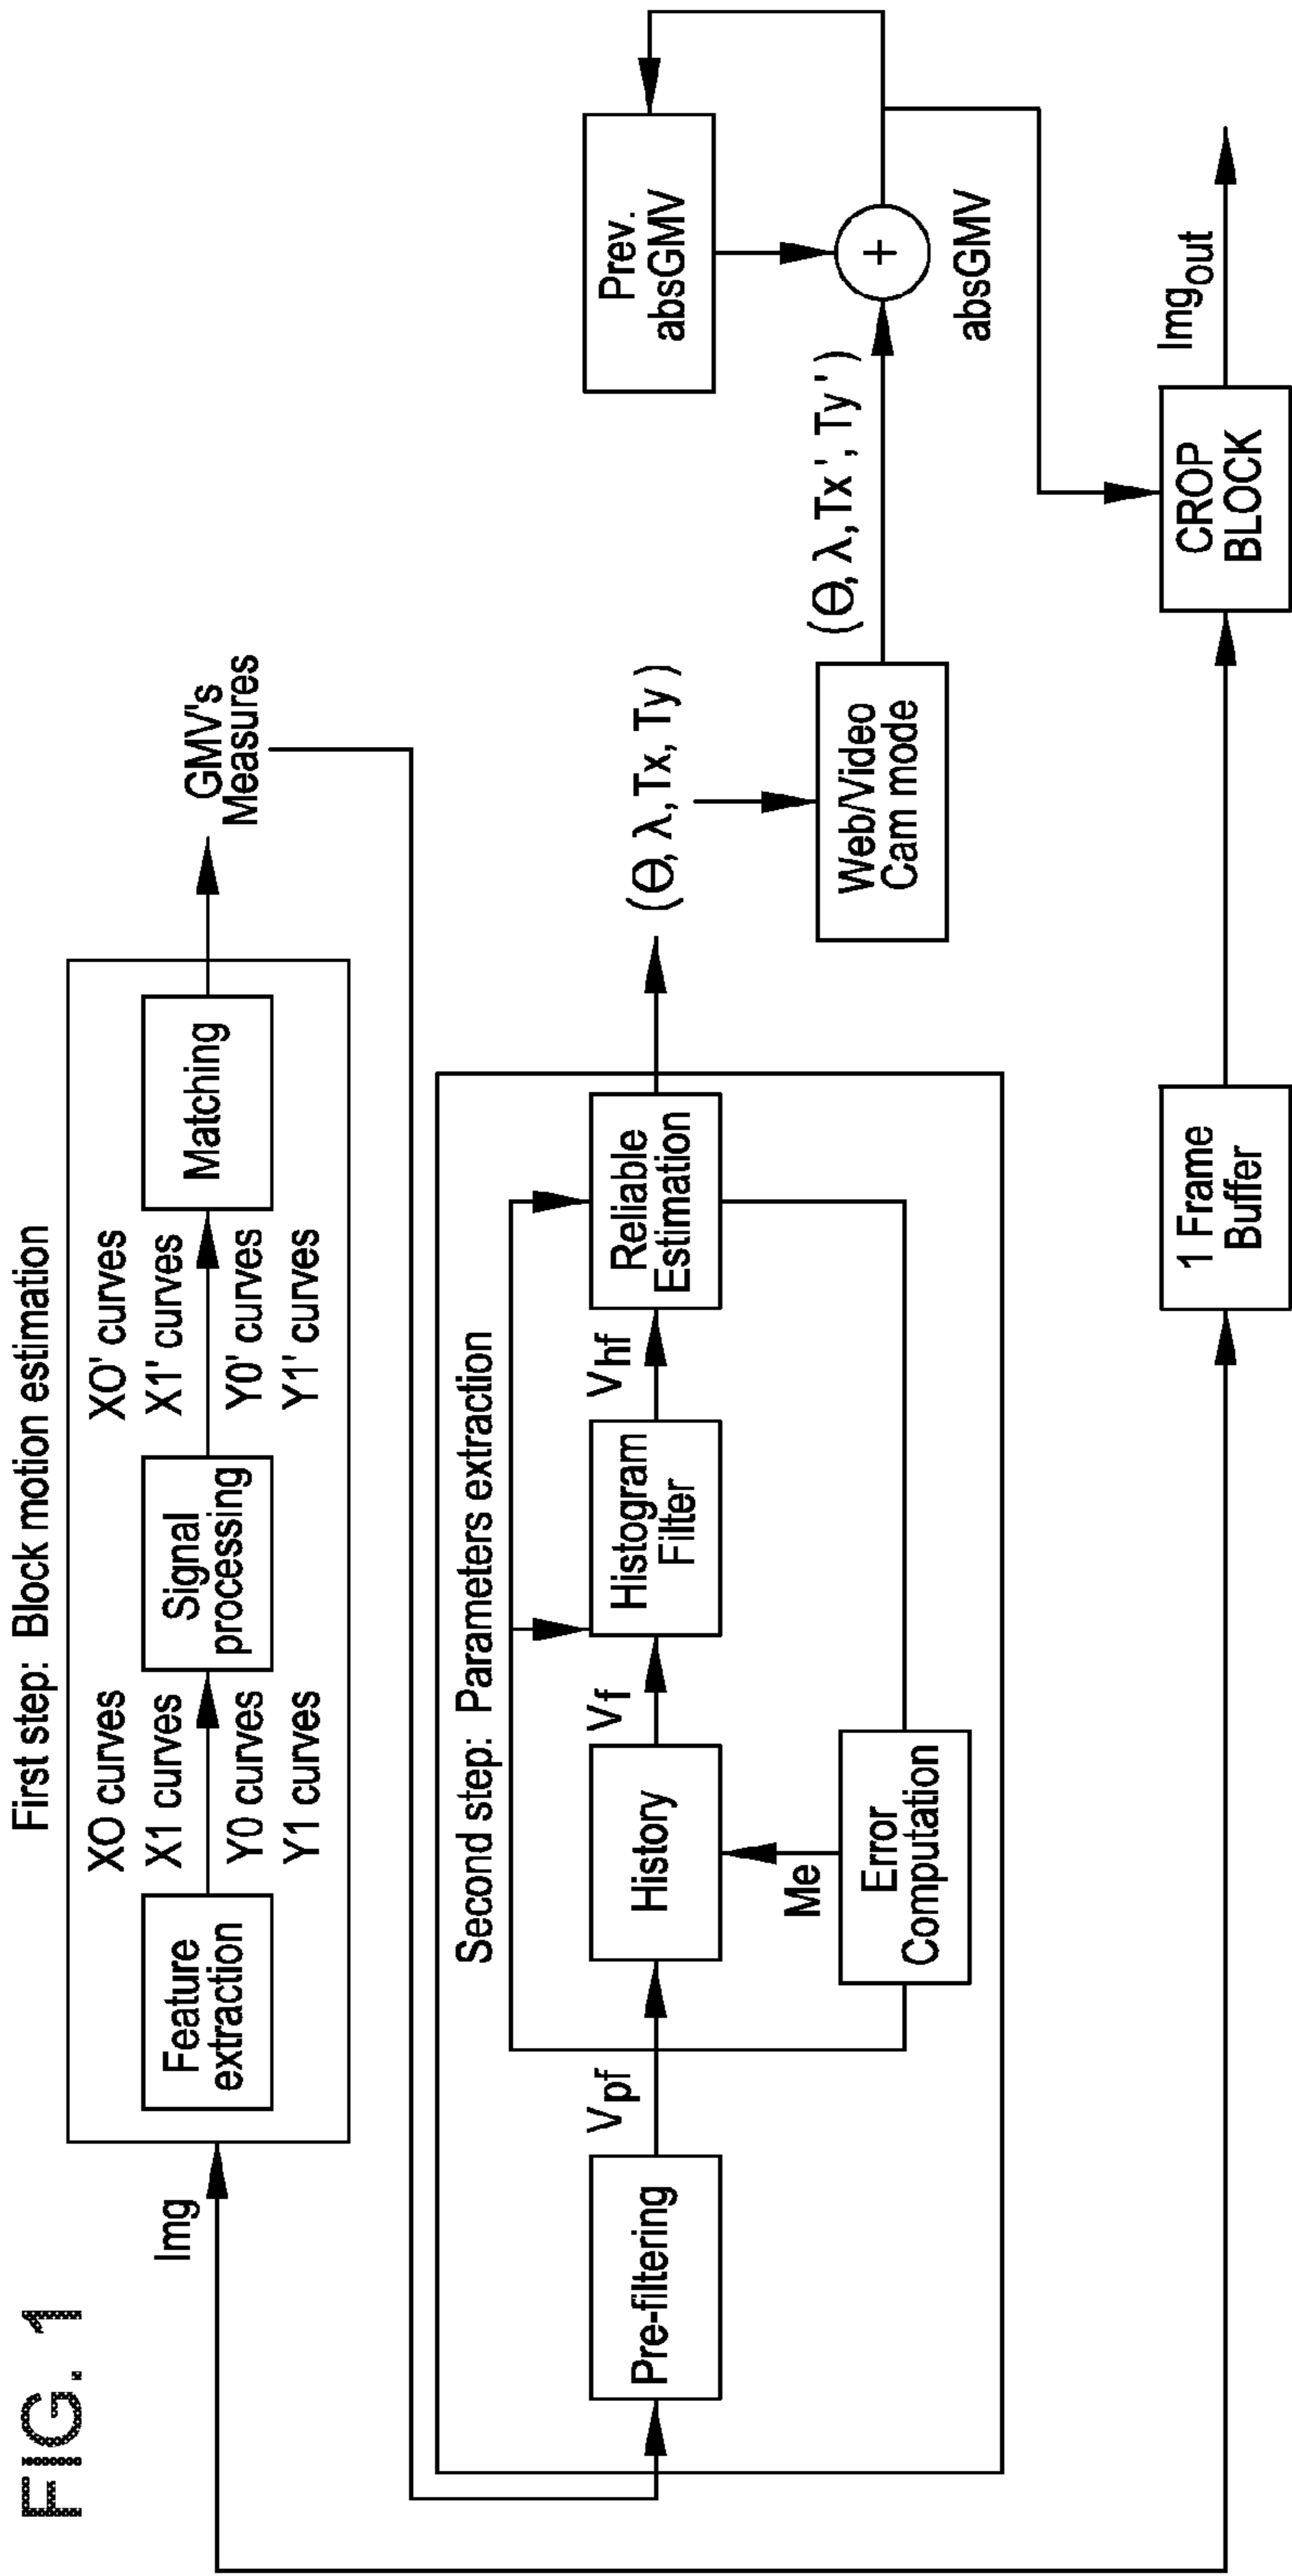 FIG. 1
First step: Block motion estimation
Img
Feature
extraction
XO curves
X1 curves
Y0 curves
Y1 curves
Signal
processing
XO' curves
X1' curves
Y0' curves
Y1' curves
Matching
GMV's
Measures
Second step: Parameters extraction
Pre-filtering
Vpf
History
Me
Error
Computation
Vf
Histogram
Filter
Vhf
Reliable
Estimation
(Θ, λ, Tx, Ty)
Web/Video
Cam mode
(Θ, λ, Tx', Ty')
Prev.
absGMV
+
absGMV
1 Frame
Buffer
CROP
BLOCK
Imgout